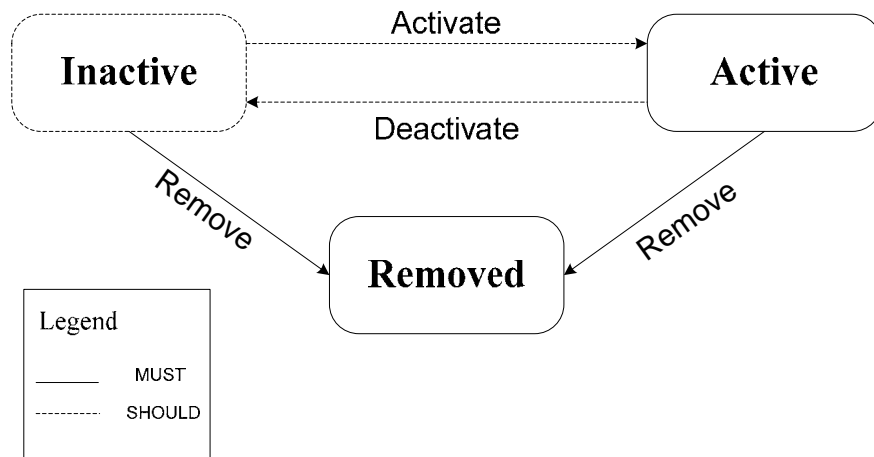 Activate
Inactive
Active
Deactivate
Remove
Remove
Removed
Legend
MUST
SHOULD